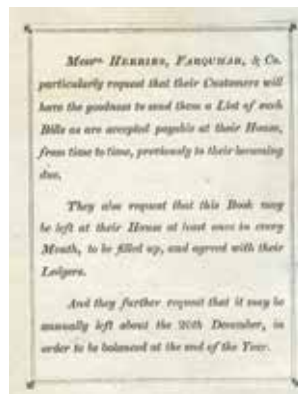 Messrs. HERRIES, FARQUHAR, & Co.
particularly request that their Customers will
have the goodness to send them a List of such
Bills as are accepted payable at their House,
from time to time, previously to their becoming
due.
They also request that this Book may
be left at their House at least once in every
Month, to be filled up, and agreed with their
Ledgers.
And they further request that it may be
annually left about the 20th December, in
order to be balanced at the end of the Year.